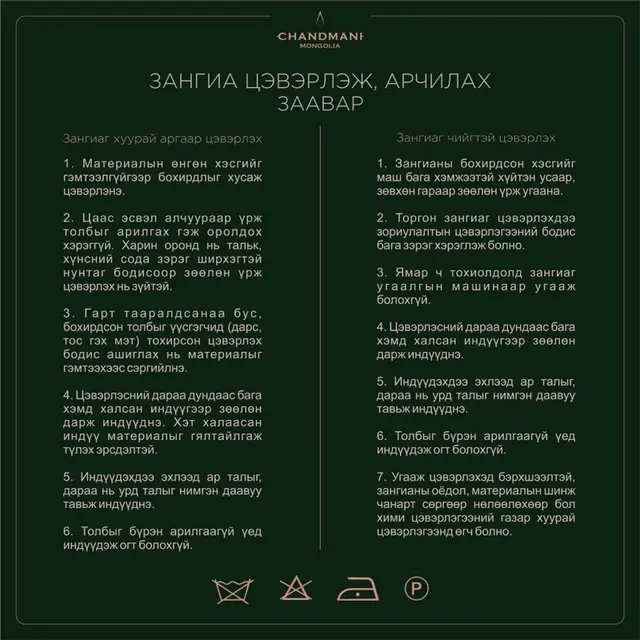 CHANDMANI
MONGOLIA
ЗАНГИА ЦЭВЭРЛЭЖ, АРЧИЛАХ
ЗААВАР
Зангиаг хуурай аргаар цэвэрлэх
1. Материалын өнгөн хэсгийг
гэмтээлгүйгээр бохирдлыг хусаж
цэвэрлэнэ.
2. Цаас эсвэл алчуураар үрж
толбыг арилгах гэж оролдох
хэрэггүй. Харин оронд нь тальк,
хүнсний сода зэрэг ширхэгтэй
нунтаг бодисоор зөөлөн үрж
цэвэрлэх нь зүйтэй.
3. Гарт тааралдсанаа бус,
бохирдсон толбыг үүсгэгчид (дарс,
тос гэх мэт) тохирсон цэвэрлэх
бодис ашиглах нь материалыг
гэмтээхээс сэргийлнэ.
4. Цэвэрлэсний дараа дундаас бага
хэмд халсан индүүгээр зөөлөн
дарж индүүднэ. Хэт халаасан
индүү материалыг гялтайлгаж
түлэх эрсдэлтэй.
5. Индүүдэхдээ эхлээд ар талыг,
дараа нь урд талыг нимгэн даавуу
тавьж индүүднэ.
6. Толбыг бүрэн арилгаагүй үед
индүүдэж огт болохгүй.
Зангиаг чийгтэй цэвэрлэх
1. Зангианы бохирдсон хэсгийг
маш бага хэмжээтэй хүйтэн усаар,
зөвхөн гараар зөөлөн үрж угаана.
2. Торгон зангиаг цэвэрлэхдээ
зориулалтын цэвэрлэгээний бодис
бага зэрэг хэрэглэж болно.
3. Ямар ч тохиолдолд зангиаг
угаалгын машинаар угааж
болохгүй.
4. Цэвэрлэсний дараа дундаас бага
хэмд халсан индүүгээр зөөлөн
дарж индүүднэ.
5. Индүүдэхдээ эхлээд ар талыг,
дараа нь урд талыг нимгэн даавуу
тавьж индүүднэ.
6. Толбыг бүрэн арилгаагүй үед
индүүдэж огт болохгүй.
7. Угааж цэвэрлэхэд бэрхшээлтэй,
зангианы оёдол, материалын шинж
чанарт сөргөөр нөлөөлөхөөр бол
хими цэвэрлэгээний газар хуурай
цэвэрлэгээнд өгч болно.
P